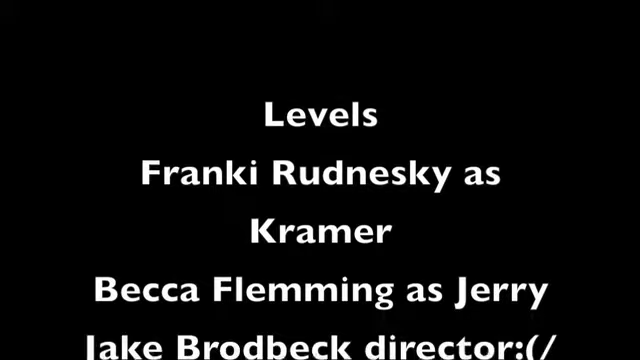 Levels
Franki Rudnesky as
Kramer
Becca Flemming as Jerry
Jake Brodbeck director:(/